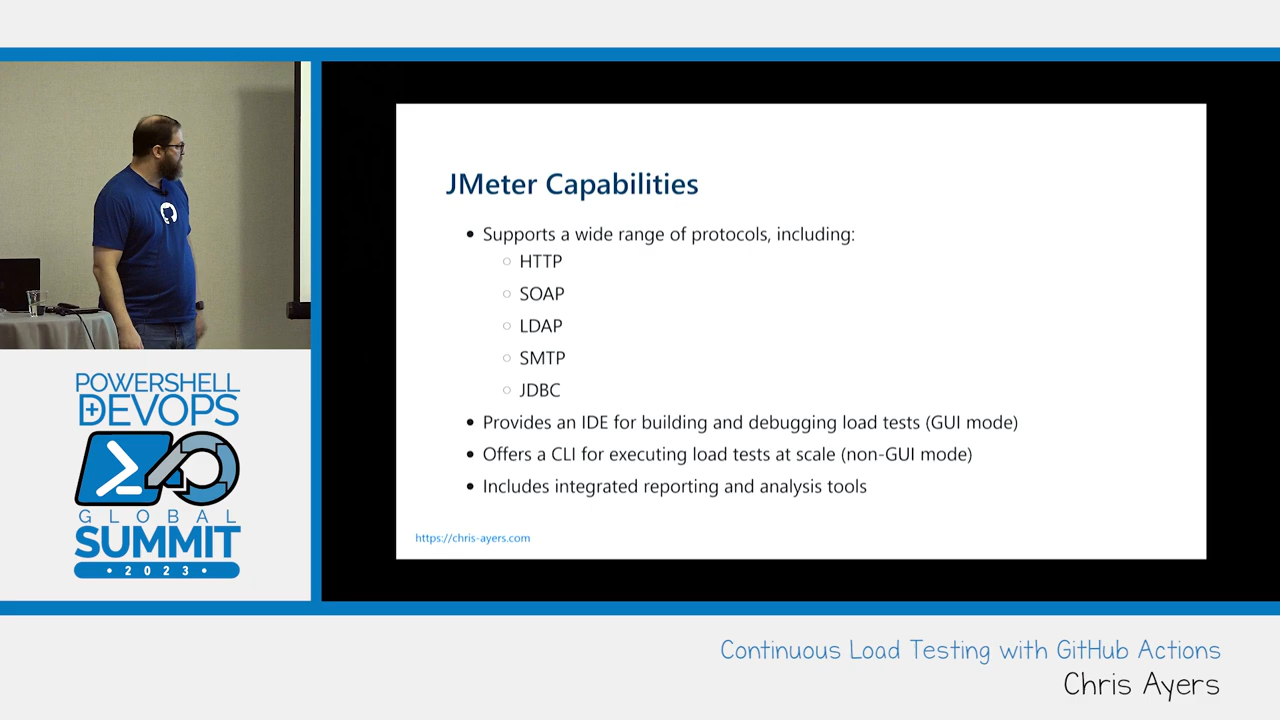 JMeter Capabilities
Supports a wide range of protocols, including:
HTTP
SOAP
LDAP
SMTP
JDBC
Provides an IDE for building and debugging load tests (GUI mode)
Offers a CLI for executing load tests at scale (non-GUI mode)
Includes integrated reporting and analysis tools
https://chris-ayers.com
POWERSHELL
DEVOPS
GLOBAL
SUMMIT
• 2023 •
Continuous Load Testing with GitHub Actions
Chris Ayers